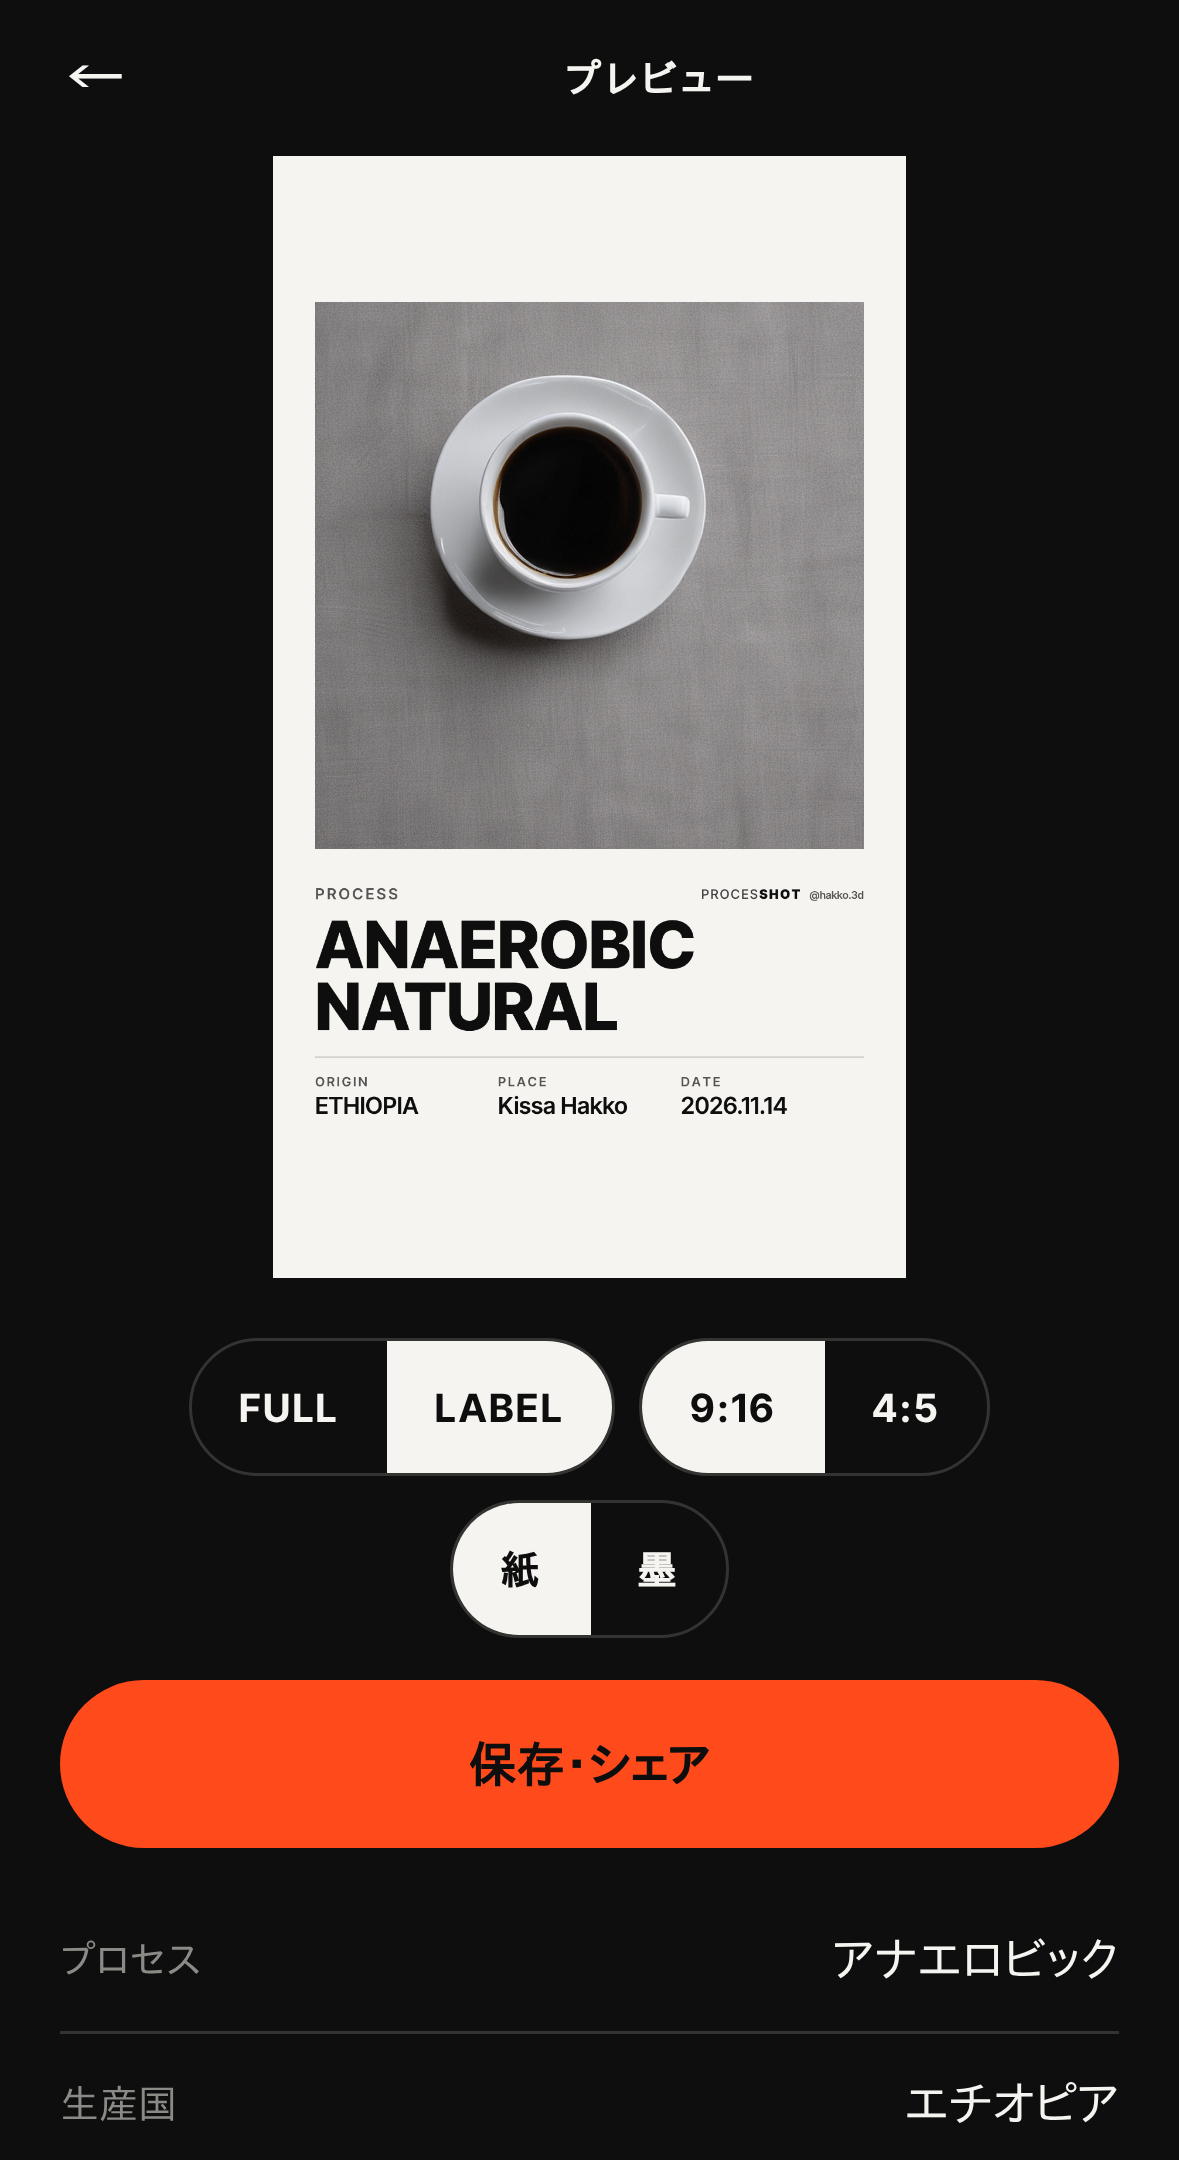 プレビュー
PROCESS
PROCESSHOT @hakko.3d
ANAEROBIC
NATURAL
ORIGIN PLACE DATE
ETHIOPIA Kissa Hakko 2026.11.14
FULL LABEL 9:16 4:5
紙 墨
保存・シェア
プロセス アナエロビック
生産国 エチオピア